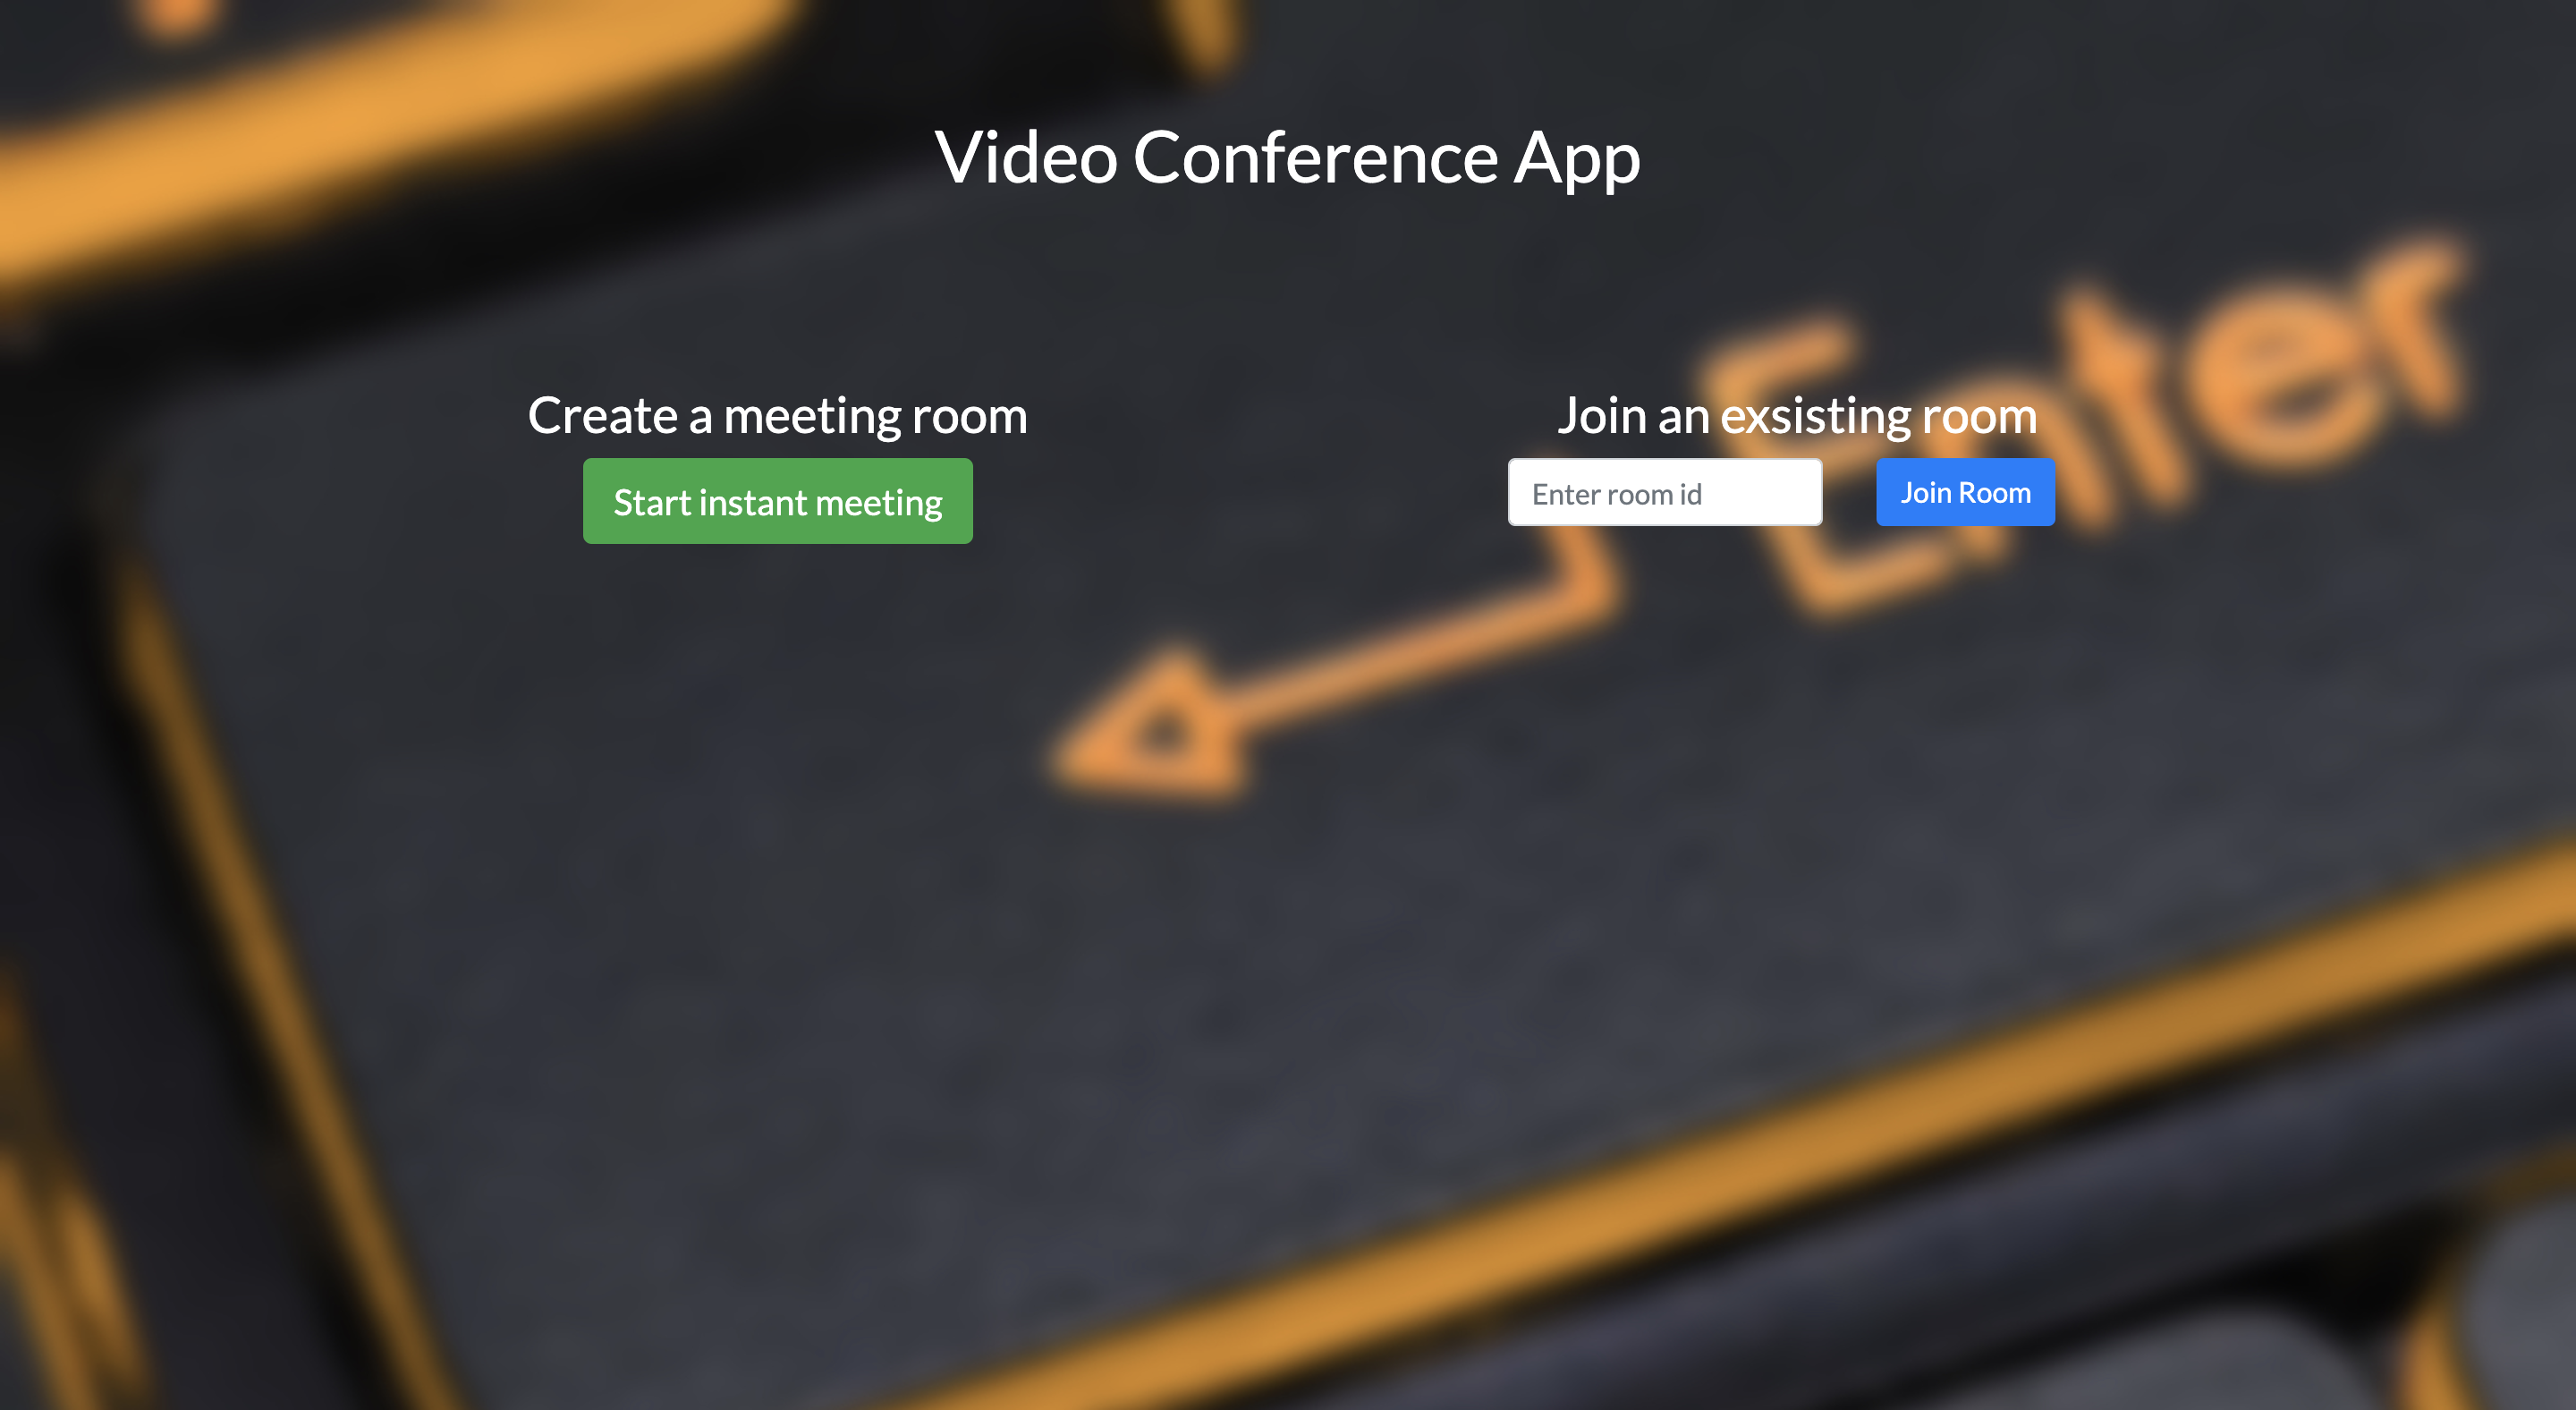 Video Conference App
Enter
Create a meeting room
Join an exsisting room
Start instant meeting
Enter room id
Join Room